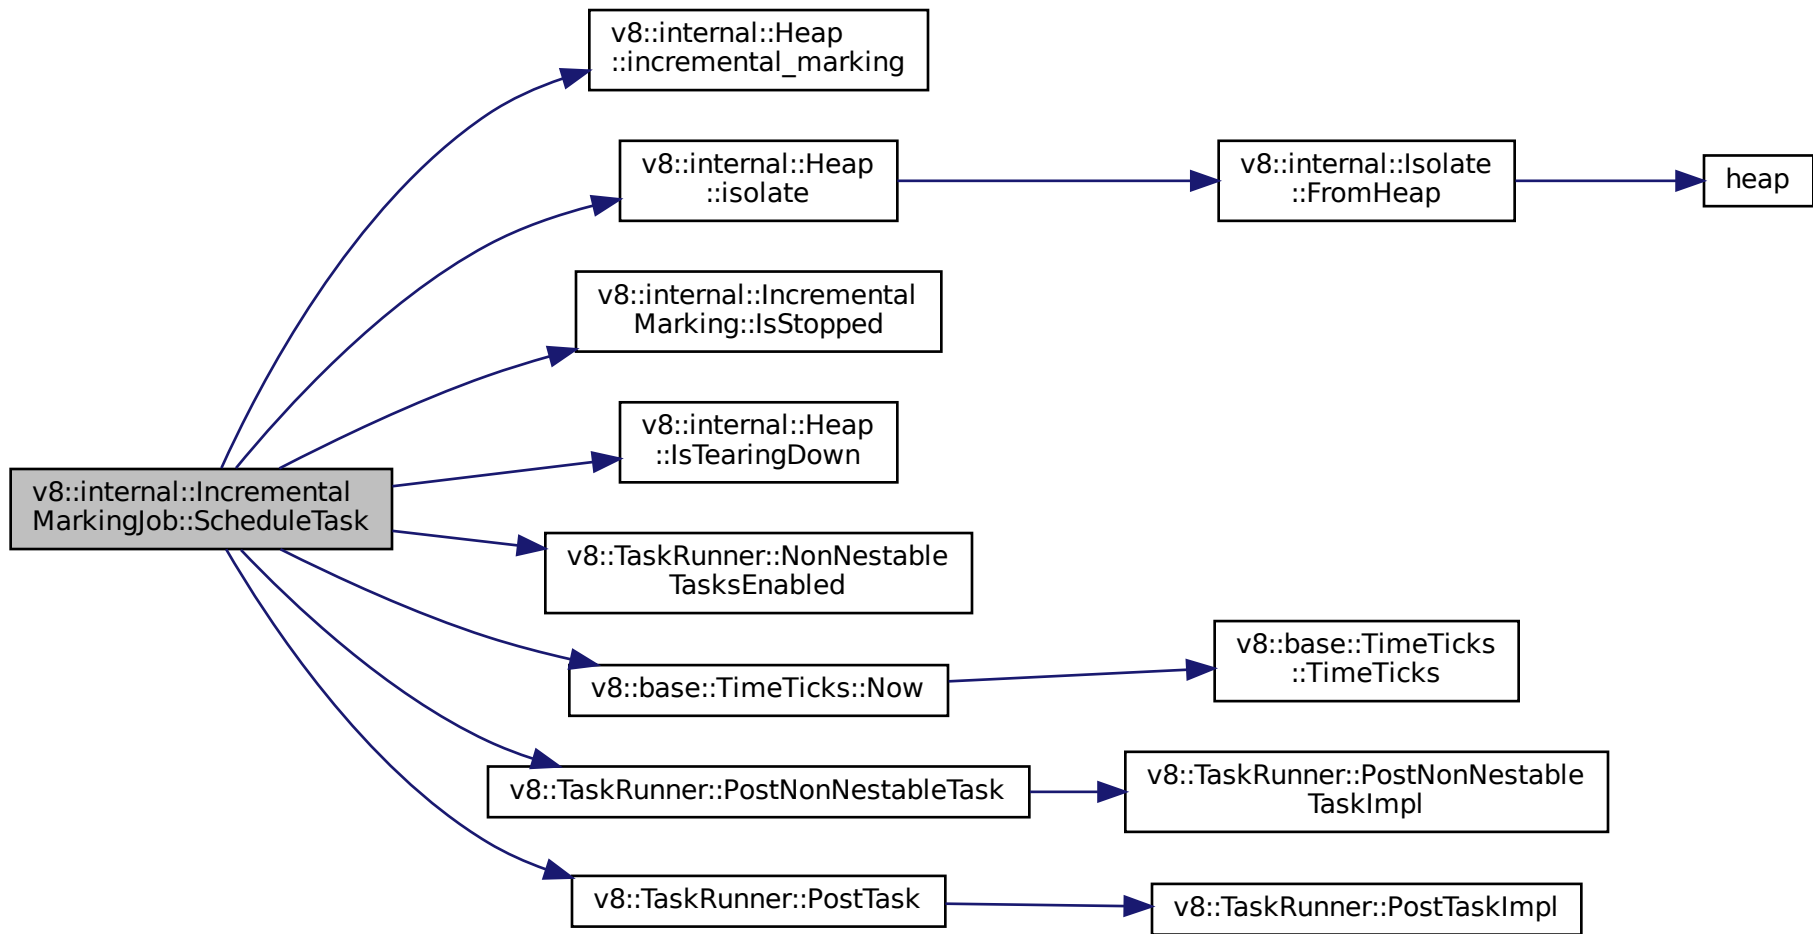 v8::internal::Heap
::incremental_marking
v8::internal::Heap
::isolate
v8::internal::Isolate
::FromHeap
heap
v8::internal::Incremental
Marking::IsStopped
v8::internal::Heap
::IsTearingDown
v8::internal::Incremental
MarkingJob::ScheduleTask
v8::TaskRunner::NonNestable
TasksEnabled
v8::base::TimeTicks::Now
v8::base::TimeTicks
::TimeTicks
v8::TaskRunner::PostNonNestableTask
v8::TaskRunner::PostNonNestable
TaskImpl
v8::TaskRunner::PostTask
v8::TaskRunner::PostTaskImpl